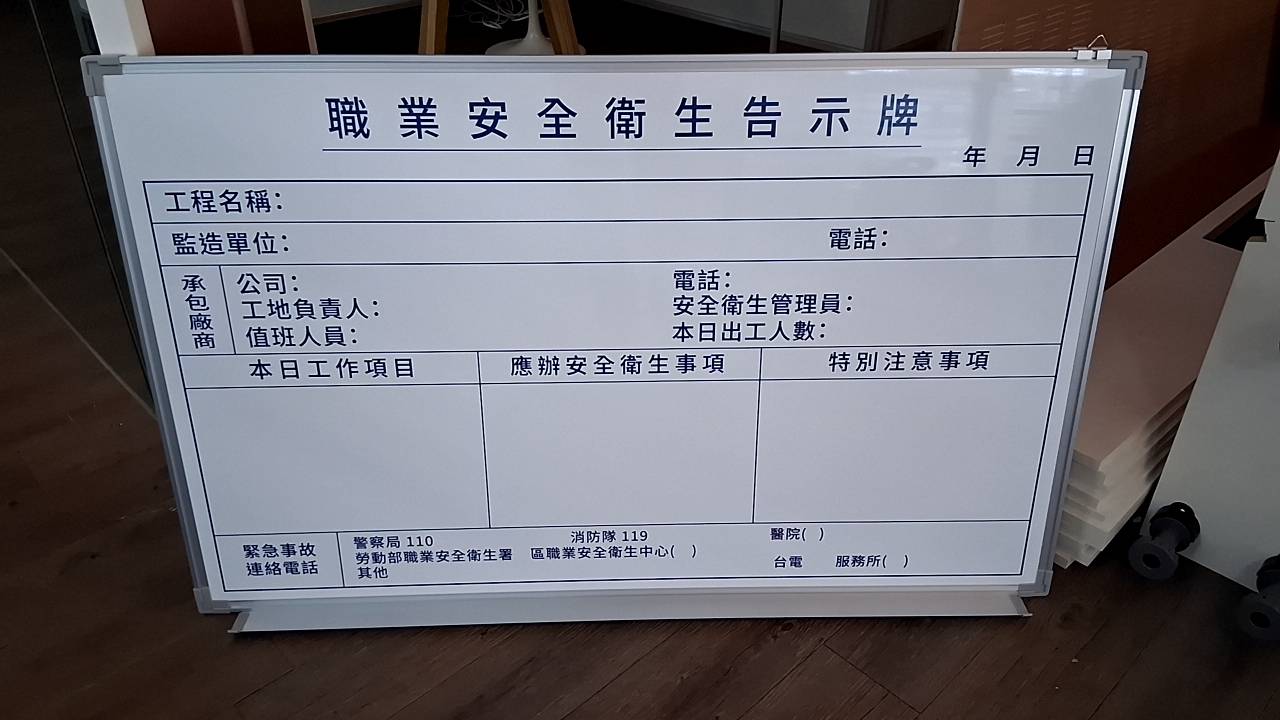 職業安全衛生告示牌
年 月 日
工程名稱：
監造單位： 電話：
承包廠商
公司： 電話：
工地負責人： 安全衛生管理員：
值班人員： 本日出工人數：
本日工作項目 應辦安全衛生事項 特別注意事項
緊急事故
連絡電話
警察局 110 消防隊 119 醫院( )
勞動部職業安全衛生署 區職業安全衛生中心( )
台電 服務所( )
其他